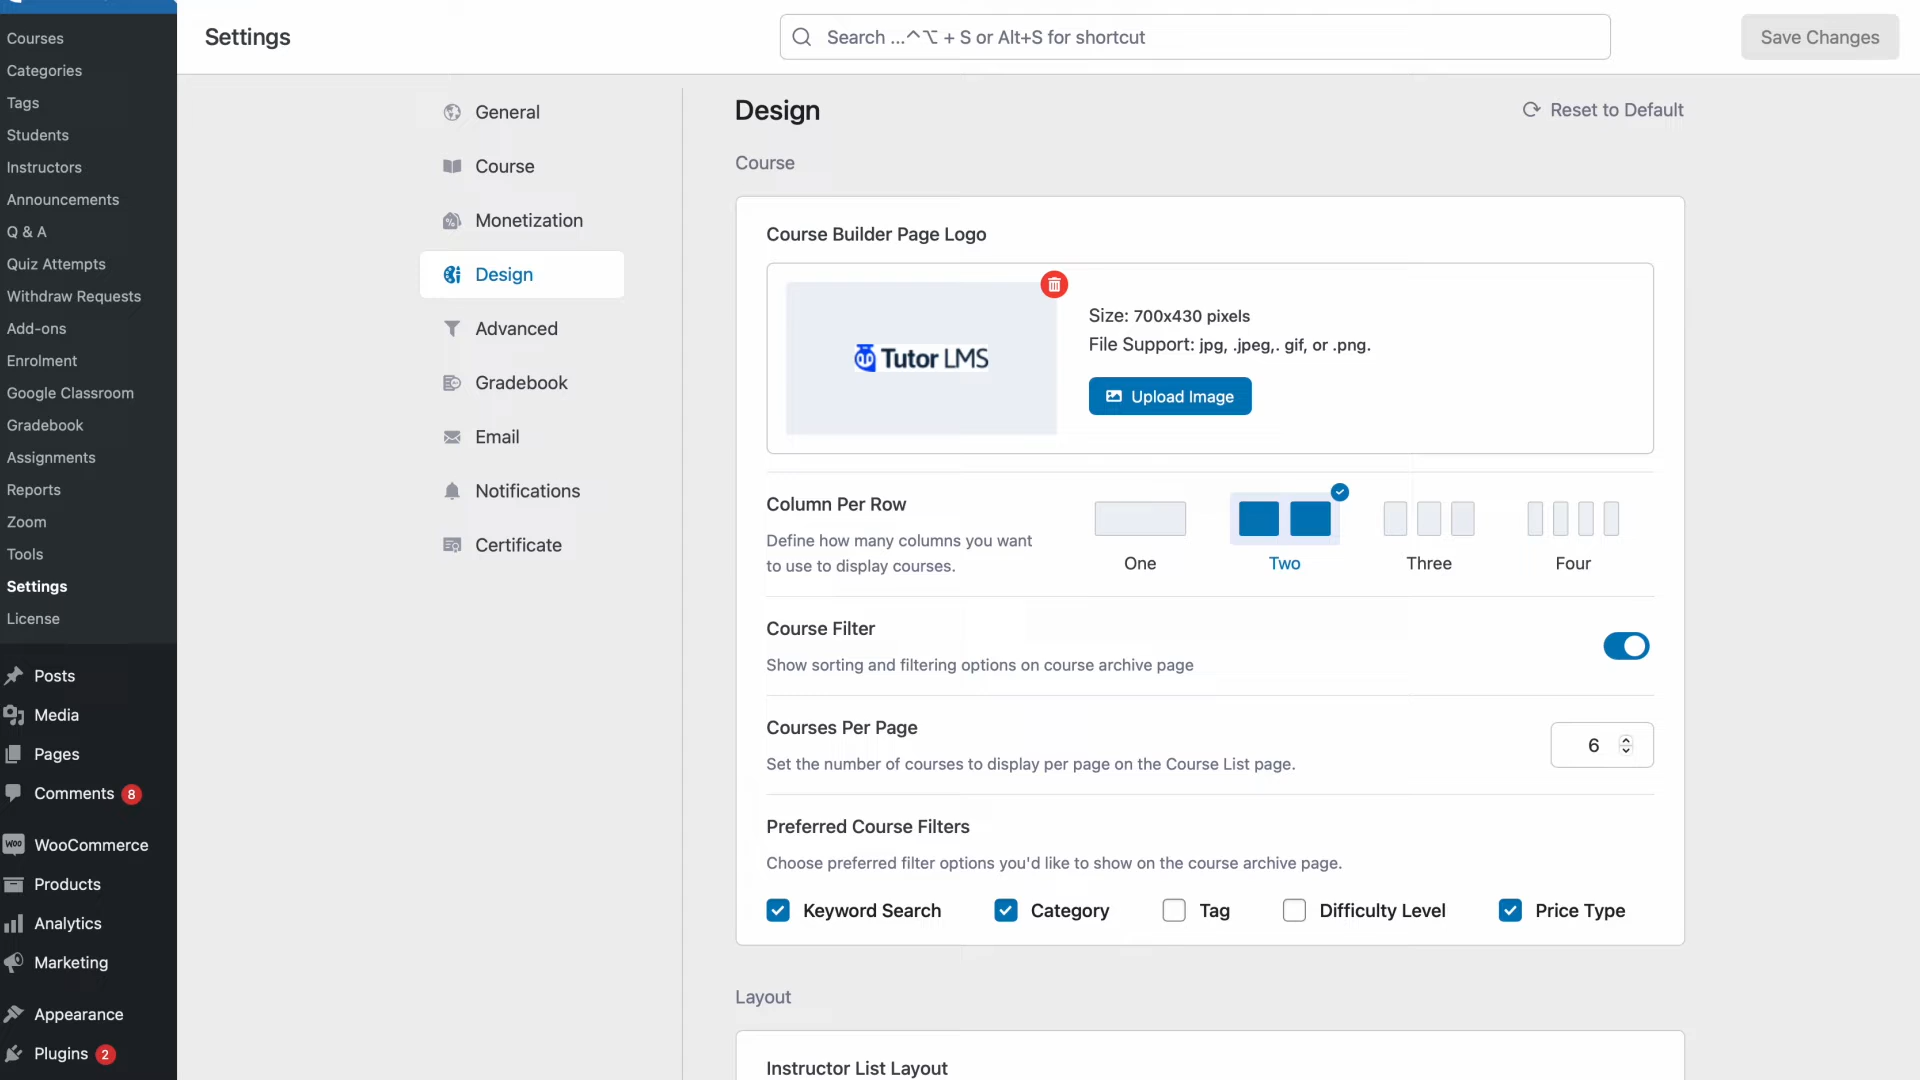 Courses
Categories
Tags
Students
Instructors
Announcements
Q & A
Quiz Attempts
Withdraw Requests
Add-ons
Enrolment
Google Classroom
Gradebook
Assignments
Reports
Zoom
Tools
Settings
License
Posts
Media
Pages
Comments 8
WooCommerce
Products
Analytics
Marketing
Appearance
Plugins 2
Settings
Search ...^⌥ + S or Alt+S for shortcut
Save Changes
General
Course
Monetization
Design
Advanced
Gradebook
Email
Notifications
Certificate
Design
Reset to Default
Course
Course Builder Page Logo
Tutor LMS
Size: 700x430 pixels
File Support: jpg, .jpeg,. gif, or .png.
Upload Image
Column Per Row
Define how many columns you want
to use to display courses.
One
Two
Three
Four
Course Filter
Show sorting and filtering options on course archive page
Courses Per Page
Set the number of courses to display per page on the Course List page.
6
Preferred Course Filters
Choose preferred filter options you'd like to show on the course archive page.
Keyword Search
Category
Tag
Difficulty Level
Price Type
Layout
Instructor List Layout